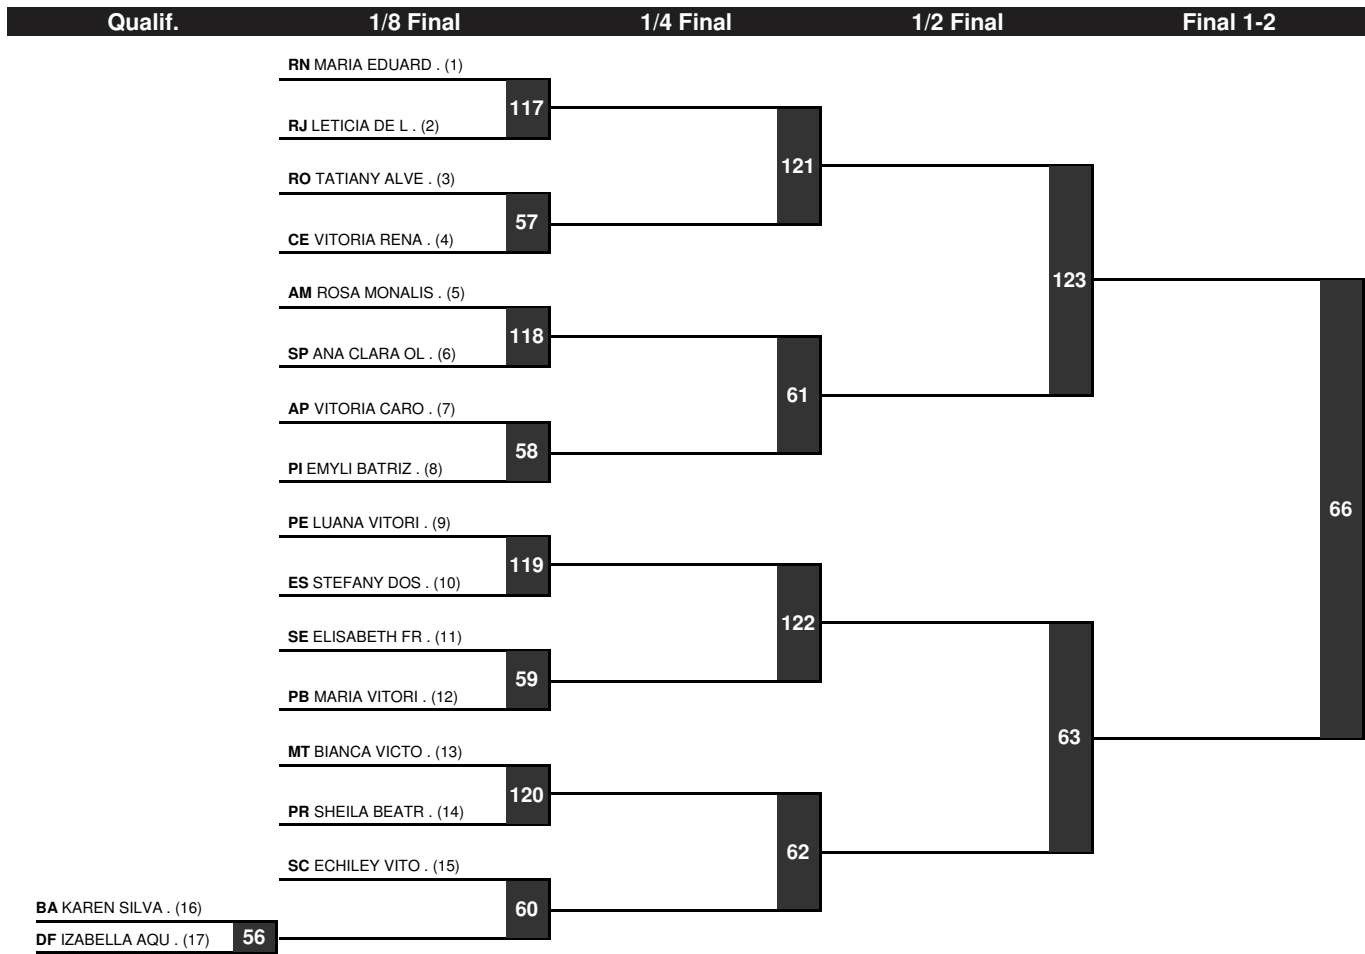 Qualif. 1/8 Final 1/4 Final 1/2 Final Final 1-2
RN MARIA EDUARD . (1)
117
RJ LETICIA DE L . (2)
121
RO TATIANY ALVE . (3)
57
CE VITORIA RENA . (4)
123
AM ROSA MONALIS . (5)
118
SP ANA CLARA OL . (6)
61
AP VITORIA CARO . (7)
58
PI EMYLI BATRIZ . (8)
66
PE LUANA VITORI . (9)
119
ES STEFANY DOS . (10)
122
SE ELISABETH FR . (11)
59
PB MARIA VITORI . (12)
63
MT BIANCA VICTO . (13)
120
PR SHEILA BEATR . (14)
62
SC ECHILEY VITO . (15)
60
BA KAREN SILVA . (16)
DF IZABELLA AQU . (17) 56